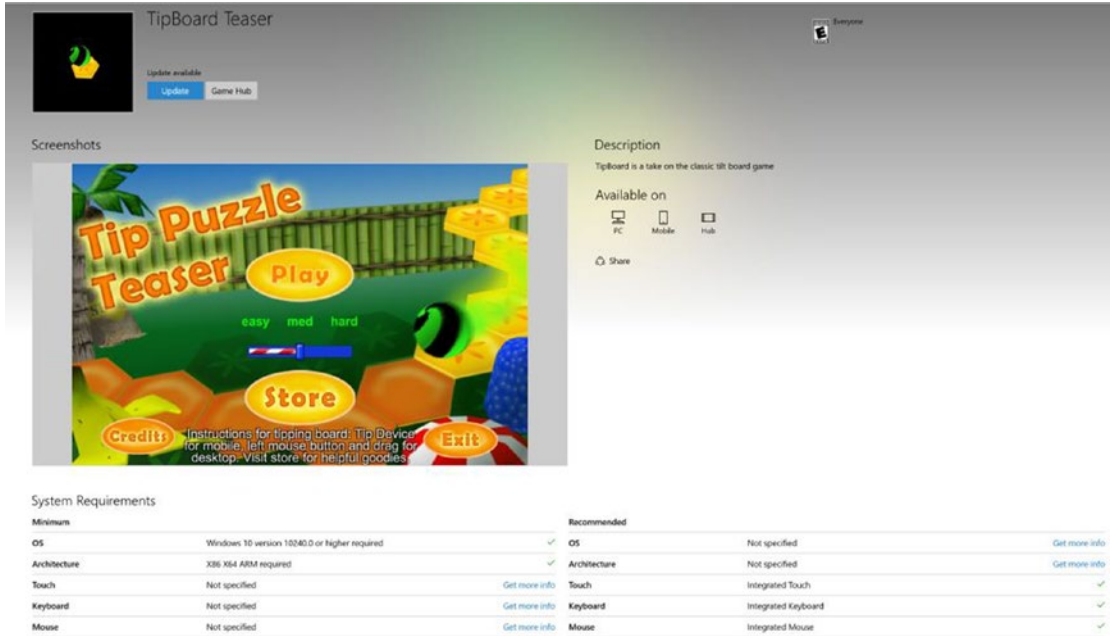 TipBoard Teaser
Everyone
Update available
Update Game Hub
Screenshots
Tip Puzzle
Teaser
Play
easy med hard
Store
Credits
Instructions for tipping board: Tip Device
for mobile, left mouse button and drag for
desktop. Visit store for helpful goodies
Exit
Description
TipBoard is a take on the classic tilt board game
Available on
PC Mobile Hub
Share
System Requirements
Minimum
OS Windows 10 version 10240.0 or higher required
Architecture X86 X64 ARM required
Touch Not specified Get more info
Keyboard Not specified Get more info
Mouse Not specified Get more info
Recommended
OS Not specified Get more info
Architecture Not specified Get more info
Touch Integrated Touch
Keyboard Integrated Keyboard
Mouse Integrated Mouse